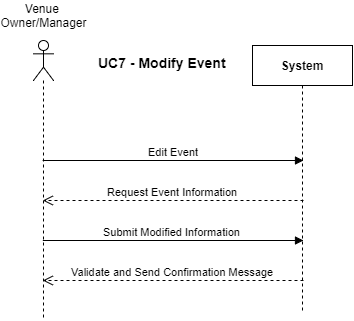 Venue
Owner/Manager
UC7 - Modify Event
System
Edit Event
Request Event Information
Submit Modified Information
Validate and Send Confirmation Message